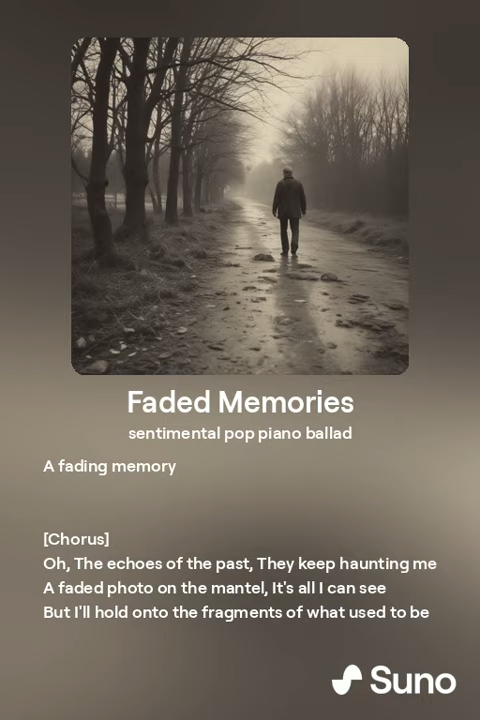 Faded Memories
sentimental pop piano ballad
A fading memory
[Chorus]
Oh, The echoes of the past, They keep haunting me
A faded photo on the mantel, It's all I can see
But I'll hold onto the fragments of what used to be
Suno